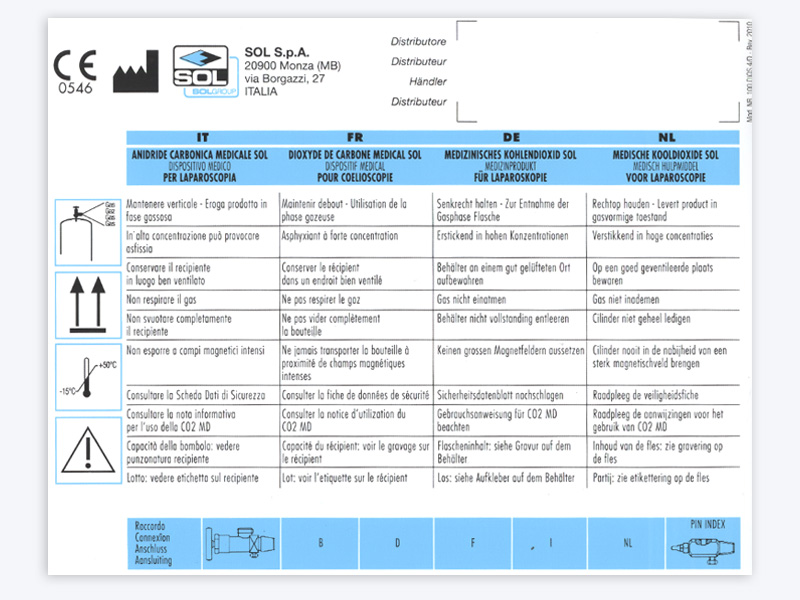 CE
0546
SOL
SOLGROUP
SOL S.p.A.
20900 Monza (MB)
via Borgazzi, 27
ITALIA
Distributore
Distributeur
Händler
Distributeur
IT
ANIDRIDE CARBONICA MEDICALE SOL
DISPOSITIVO MEDICO
PER LAPAROSCOPIA
FR
DIOXYDE DE CARBONE MEDICAL SOL
DISPOSITIF MEDICAL
POUR COELIOSCOPIE
DE
MEDIZINISCHES KOHLENDIOXID SOL
MEDIZINPRODUKT
FÜR LAPAROSKOPIE
NL
MEDISCHE KOOLDIOXIDE SOL
MEDISCH HULPMIDDEL
VOOR LAPAROSCOPIE
Gas
Gaz
Gas
Gas
Mantenere verticale - Eroga prodotto in
fase gassosa
Maintenir debout - Utilisation de la
phase gazeuse
Senkrecht halten - Zur Entnahme der
Gasphase Flasche
Rechtop houden - Levert product in
gasvormige toestand
In'alta concentrazione può provocare
asfissia
Asphyxiant à forte concentration
Erstickend in hohen Konzentrationen
Verstikkend in hoge concentraties
Conservare il recipiente
in luogo ben ventilato
Conserver le récipient
dans un endroit bien ventilé
Behälter an einem gut gelüfteten Ort
aufbewahren
Op een goed geventileerde plaats
bewaren
Non respirare il gas
Ne pas respirer le gaz
Gas nicht einatmen
Gas niet inademen
Non svuotare completamente
il recipiente
Ne pas vider complètement
la bouteille
Behälter nicht vollstanding entleeren
Cilinder niet geheel ledigen
+50°C
-15°C
Non esporre a campi magnetici intensi
Ne jamais transporter la bouteille à
proximité de champs magnétiques
intenses
Keinen grossen Magnetfeldern aussetzen
Cilinder nooit in de nabijheid van een
sterk magnetischveld brengen
Consultare la Scheda Dati di Sicurezza
Consulter la fiche de données de sécurité
Sicherheitsdatenblatt nachschlagen
Raadpleeg de veiligheidsfiche
Consultare la nota informativa
per l'uso della CO2 MD
Consulter la notice d'utilization du
CO2 MD
Gebrauchsanweisung für CO2 MD
beachten
Raadpleeg de aanwijzingen voor het
gebruik van CO2 MD
Capacità della bombola: vedere
punzonatura recipiente
Capacité du récipient: voir le gravage sur
le récipient
Flascheninhalt: siehe Gravur auf dem
Behälter
Inhoud van de fles: zie gravering op
de fles
Lotto: vedere etichetta sul recipiente
Lot: voir l'etiquette sur le récipient
Los: siehe Aufkleber auf dem Behälter
Partij: zie etikettering op de fles
Raccordo
Connexion
Anschluss
Aansluiting
B
D
F
I
NL
PIN INDEX